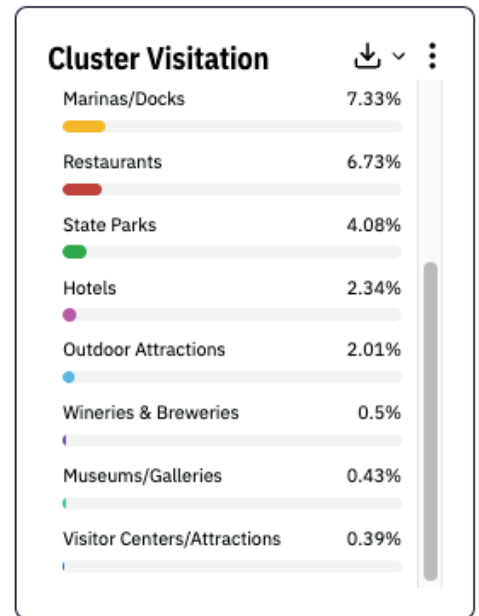 Cluster Visitation
Marinas/Docks 7.33%
Restaurants 6.73%
State Parks 4.08%
Hotels 2.34%
Outdoor Attractions 2.01%
Wineries & Breweries 0.5%
Museums/Galleries 0.43%
Visitor Centers/Attractions 0.39%